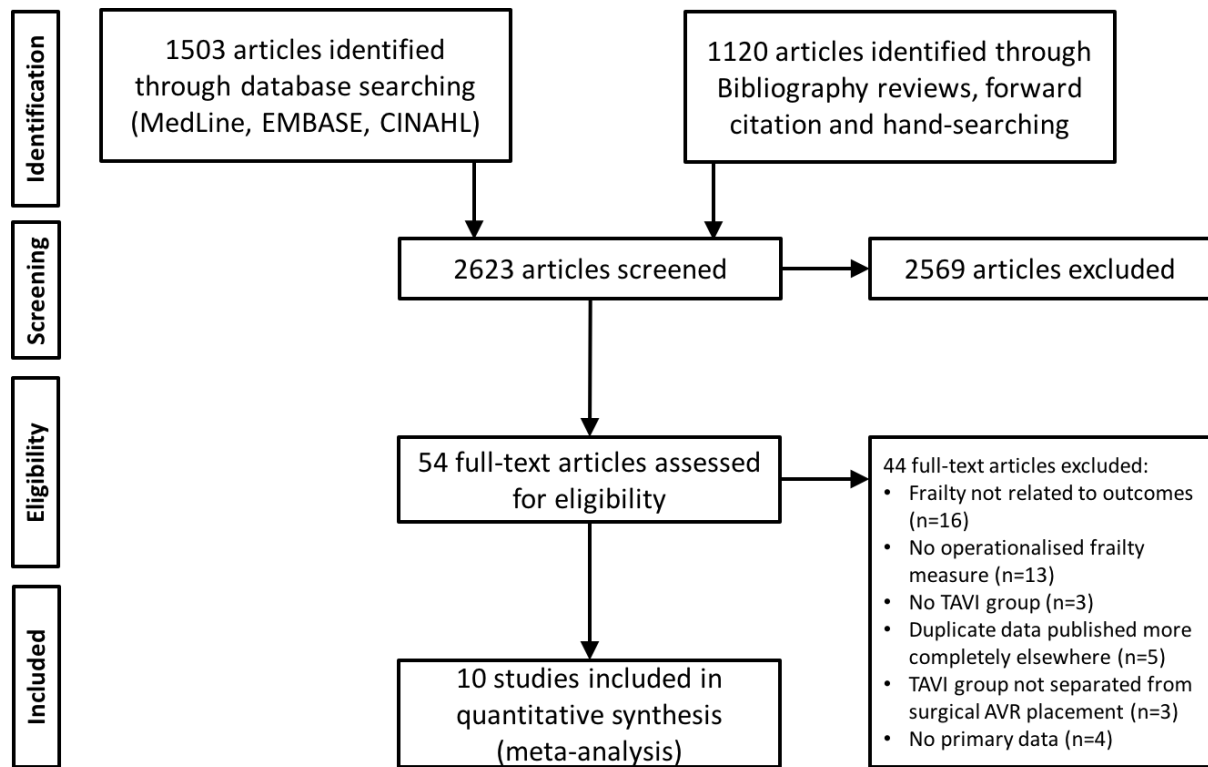 Identification
1503 articles identified
through database searching
(MedLine, EMBASE, CINAHL)
1120 articles identified through
Bibliography reviews, forward
citation and hand-searching
Screening
2623 articles screened
2569 articles excluded
Eligibility
54 full-text articles assessed
for eligibility
44 full-text articles excluded:
• Frailty not related to outcomes
(n=16)
• No operationalised frailty
measure (n=13)
• No TAVI group (n=3)
• Duplicate data published more
completely elsewhere (n=5)
• TAVI group not separated from
surgical AVR placement (n=3)
• No primary data (n=4)
Included
10 studies included in
quantitative synthesis
(meta-analysis)